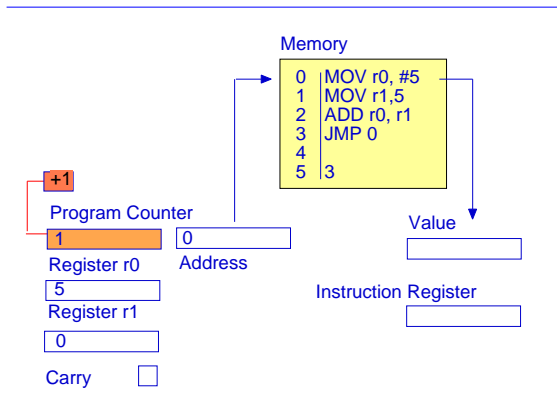 Memory
0 MOV r0, #5
1 MOV r1,5
2 ADD r0, r1
3 JMP 0
4
5 3
+1
Program Counter
1
0
Address
Value
Register r0
5
Instruction Register
Register r1
0
Carry